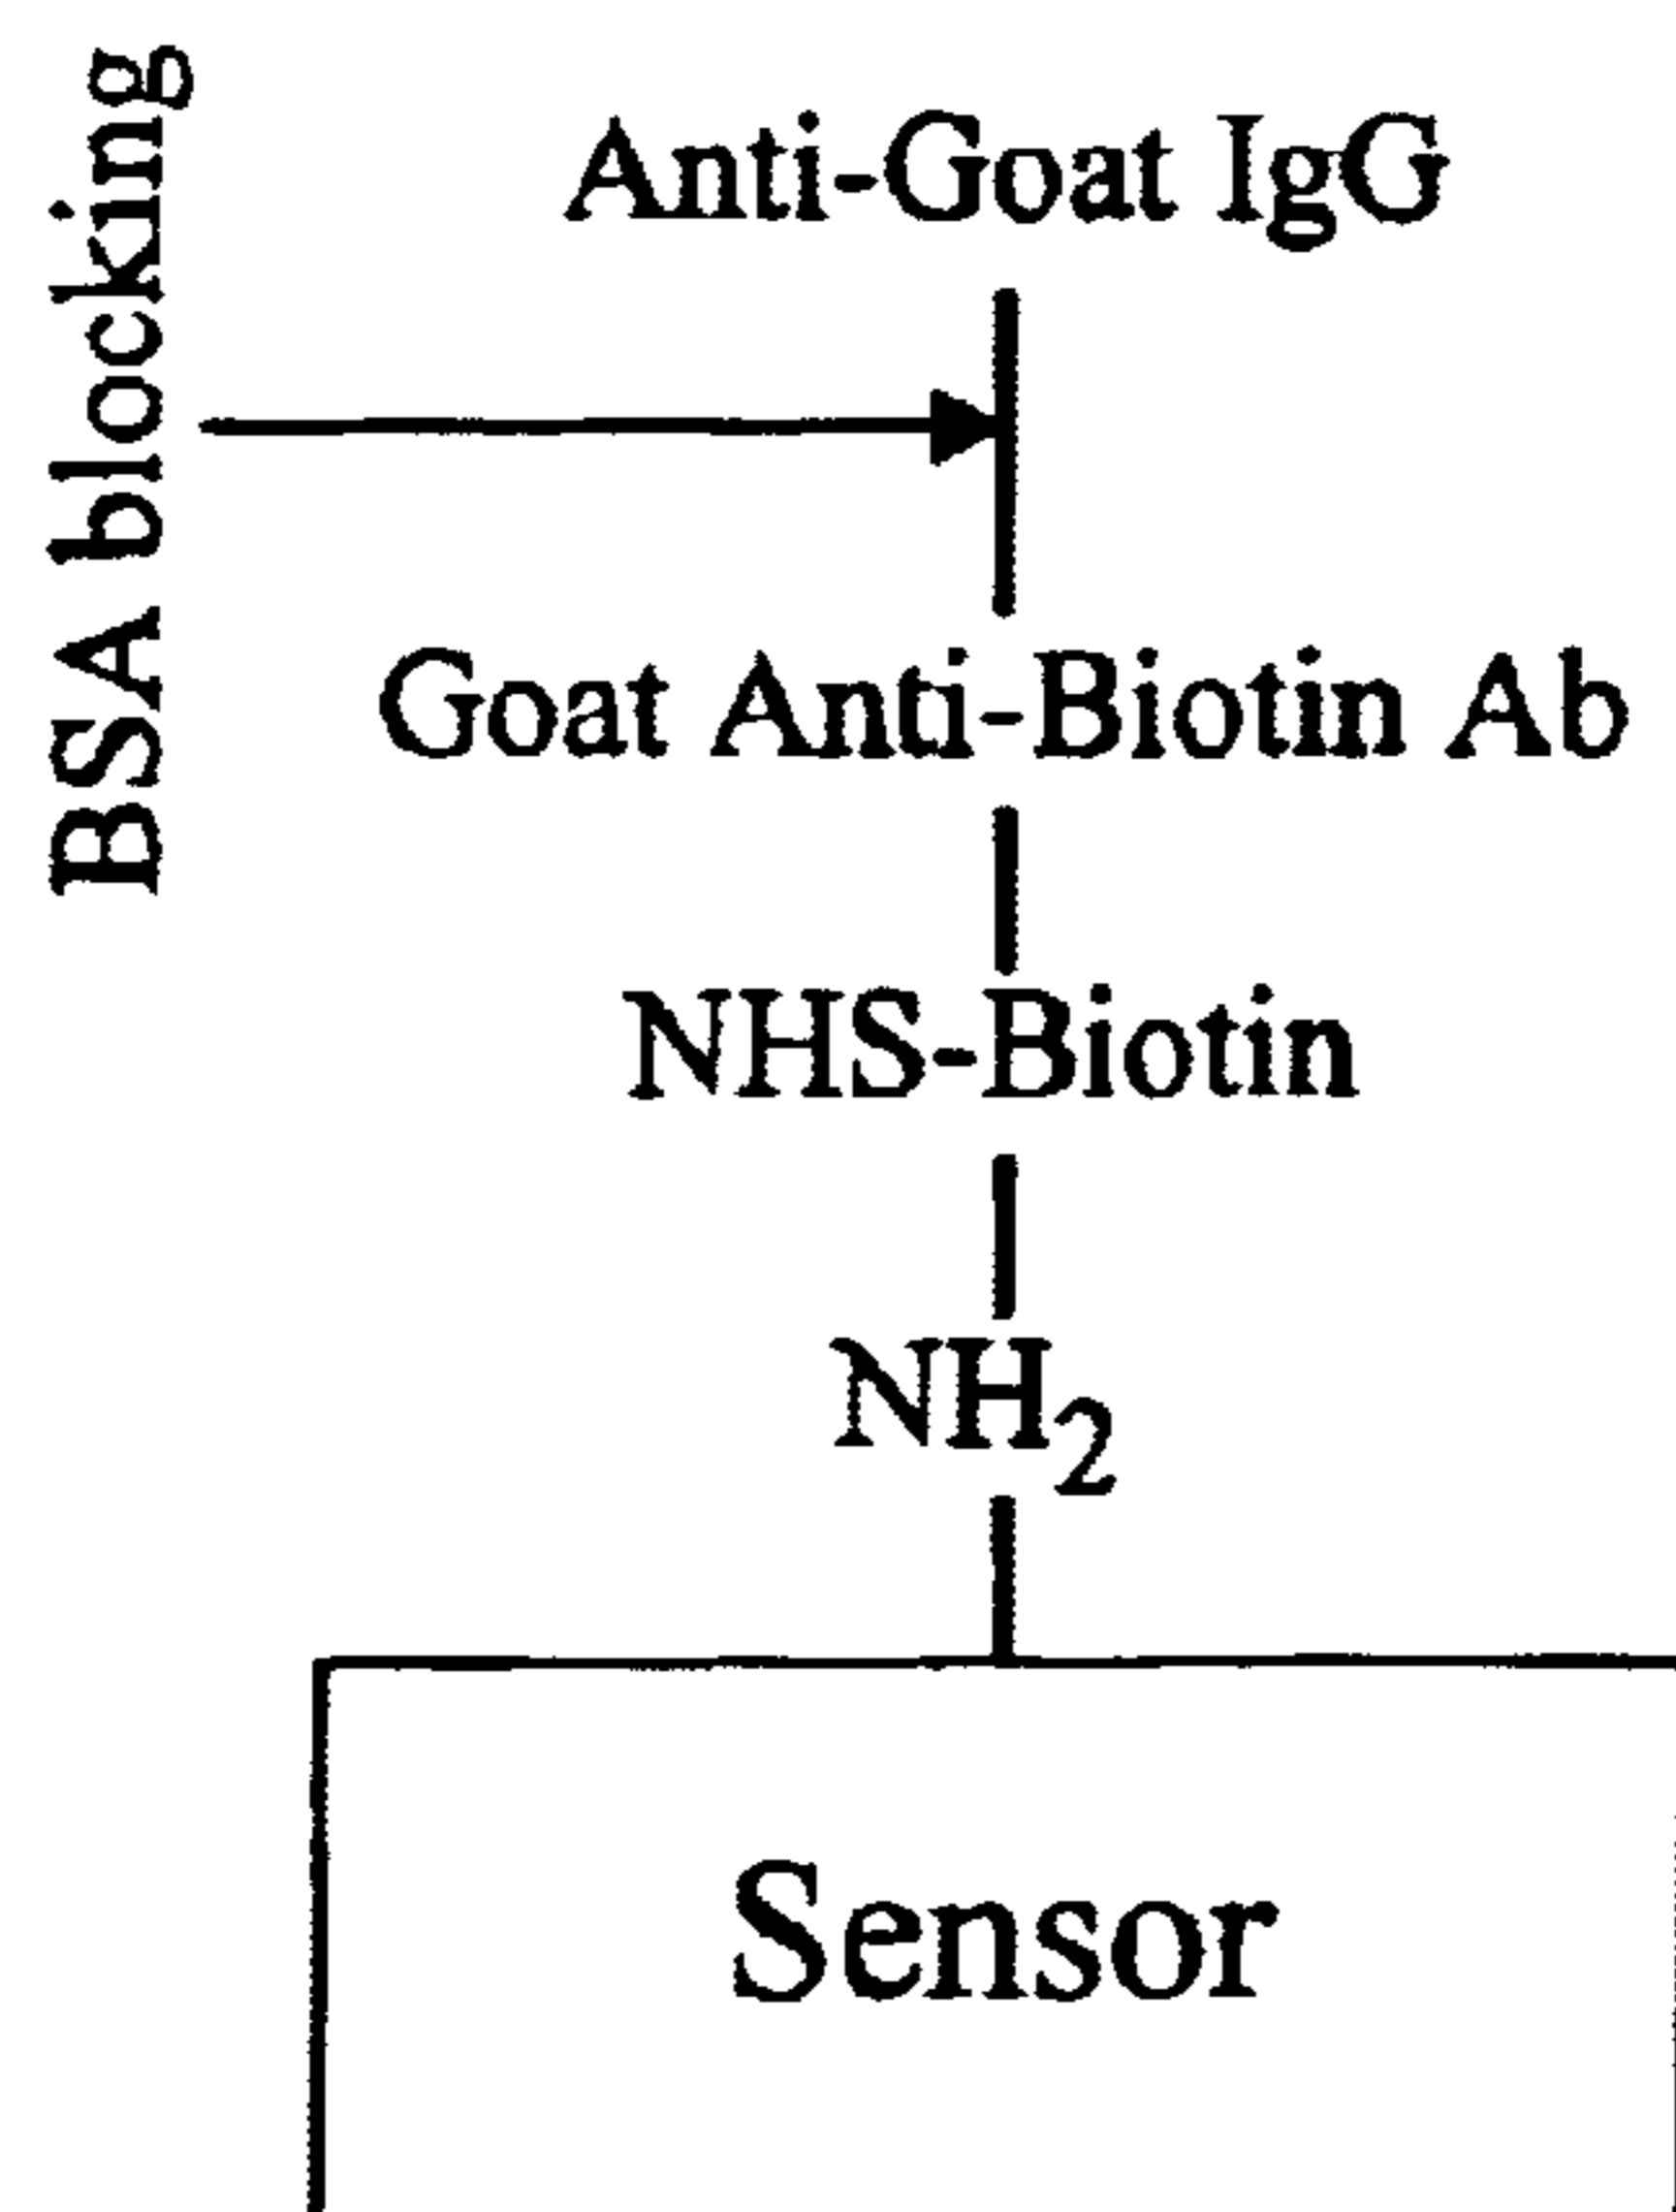 BSA blocking
Anti-Goat IgG
Goat Anti-Biotin Ab
NHS-Biotin
NH2
Sensor